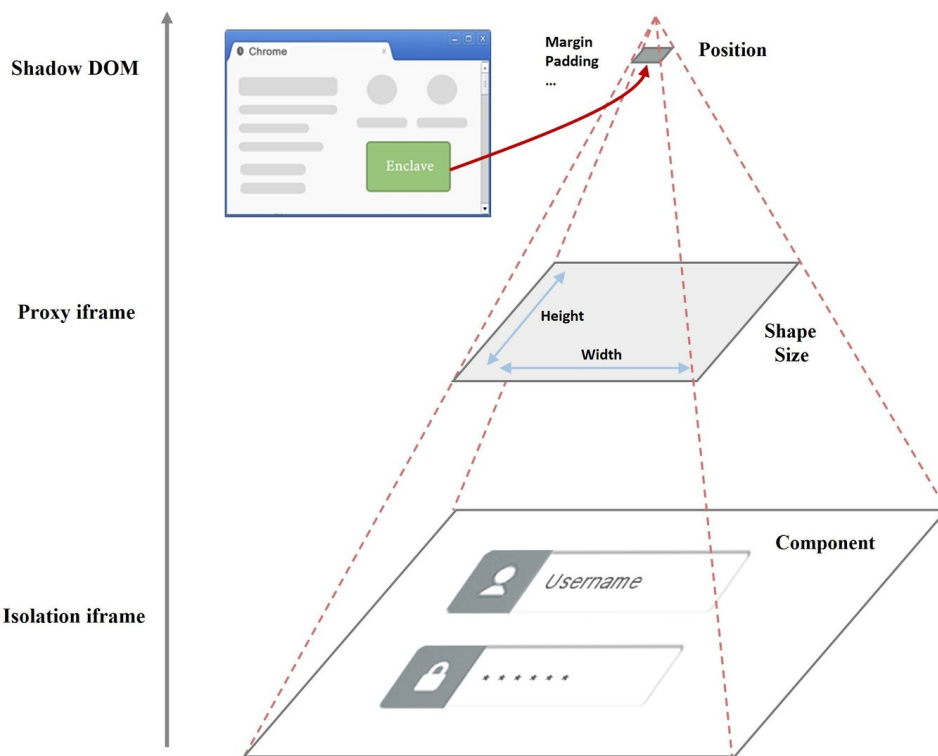 Shadow DOM
Chrome
Enclave
Margin
Padding
...
Position
Proxy iframe
Height
Width
Shape
Size
Isolation iframe
Component
Username
* * * * * *